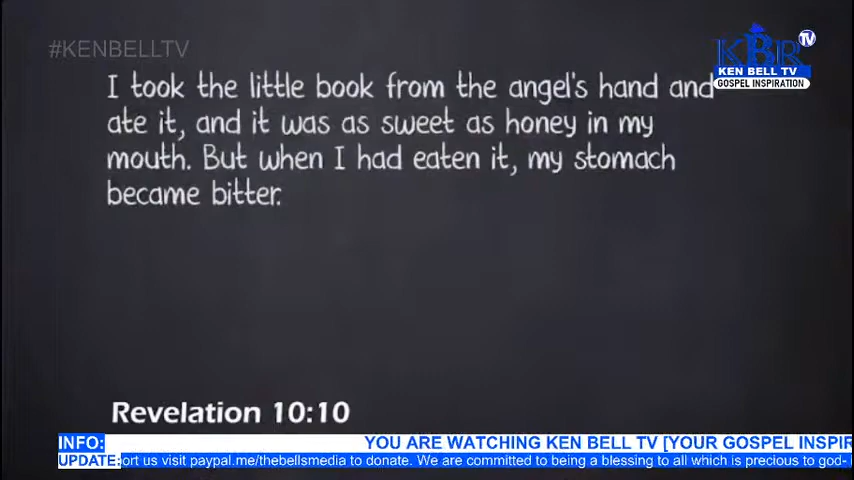 #KENBELLTV
KBR TV
KEN BELL TV
GOSPEL INSPIRATION
I took the little book from the angel's hand and
ate it, and it was as sweet as honey in my
mouth. But when I had eaten it, my stomach
became bitter.
Revelation 10:10
INFO: YOU ARE WATCHING KEN BELL TV [YOUR GOSPEL INSPIR
UPDATE: ort us visit paypal.me/thebellsmedia to donate. We are committed to being a blessing to all which is precious to god-